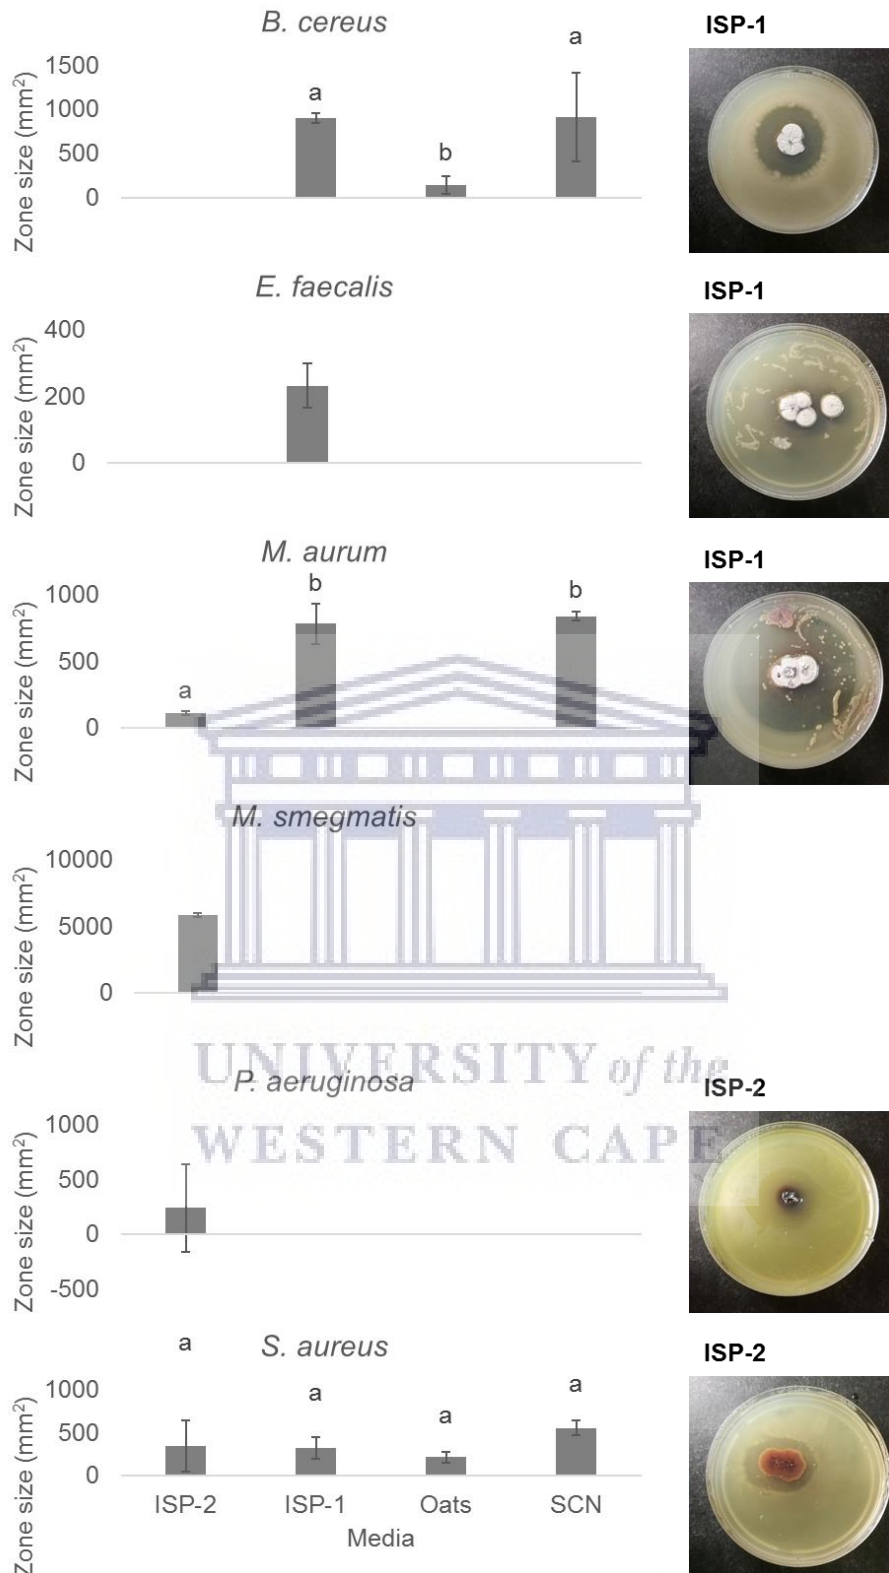 B. cereus
ISP-1
Zone size (mm²)
1500
1000
500
0
a
b
a
E. faecalis
ISP-1
Zone size (mm²)
400
200
0
M. aurum
ISP-1
Zone size (mm²)
1000
500
0
a
b
b
M. smegmatis
Zone size (mm²)
10000
5000
0
UNIVERSITY of the
WESTERN CAPE
P. aeruginosa
ISP-2
Zone size (mm²)
1000
500
0
-500
S. aureus
ISP-2
Zone size (mm²)
1000
500
0
a
a
a
a
ISP-2 ISP-1 Oats SCN
Media